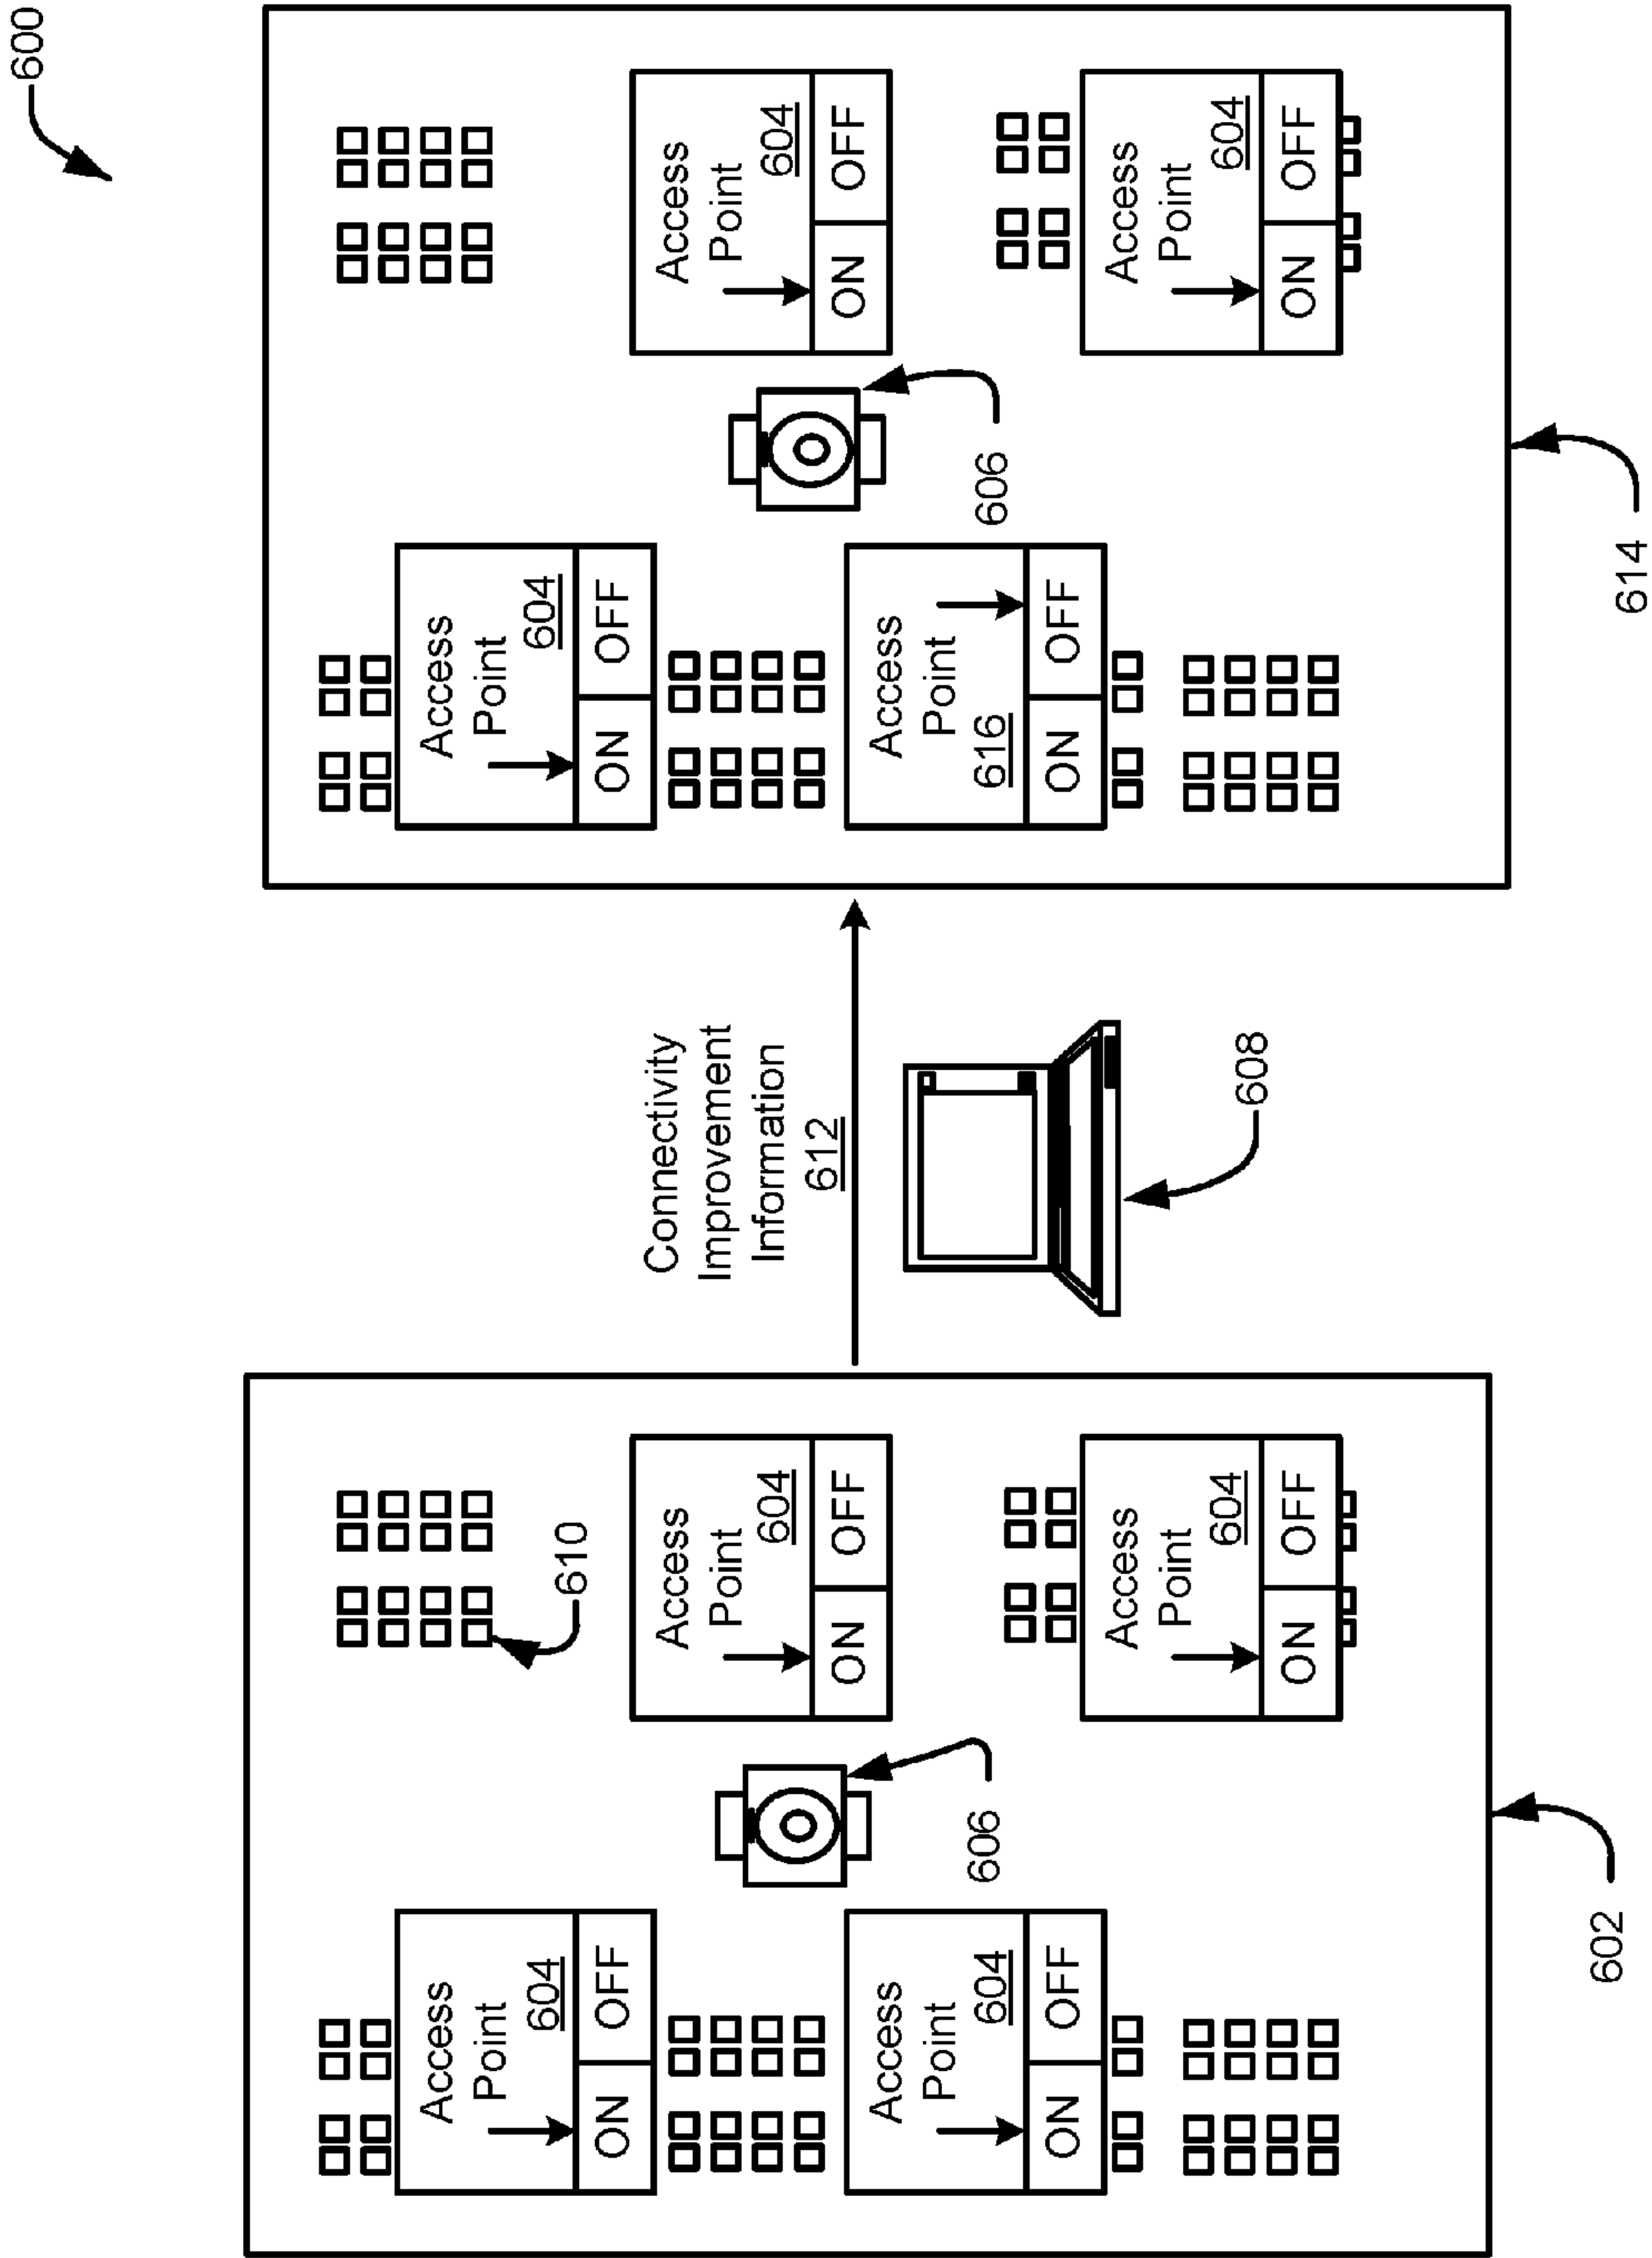 600
Access
Point
604
ON
OFF
Access
Point
604
ON
OFF
606
610
Access
Point
604
ON
OFF
Access
Point
604
ON
OFF
602
Connectivity
Improvement
Information
612
608
Access
Point
604
ON
OFF
Access
Point
616
ON
OFF
606
Access
Point
604
ON
OFF
Access
Point
604
ON
OFF
614